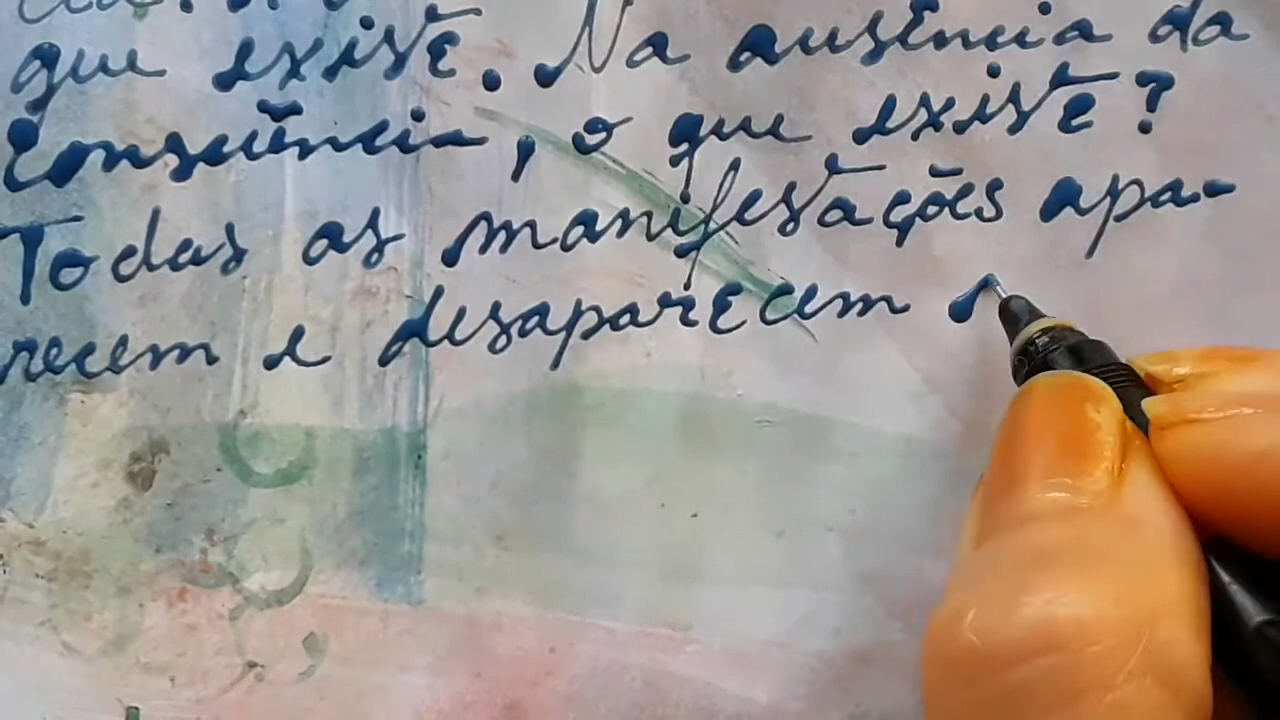 que existe. Na ausência da
Consciência, o que existe?
Todas as manifestações apa-
recem e desaparecem